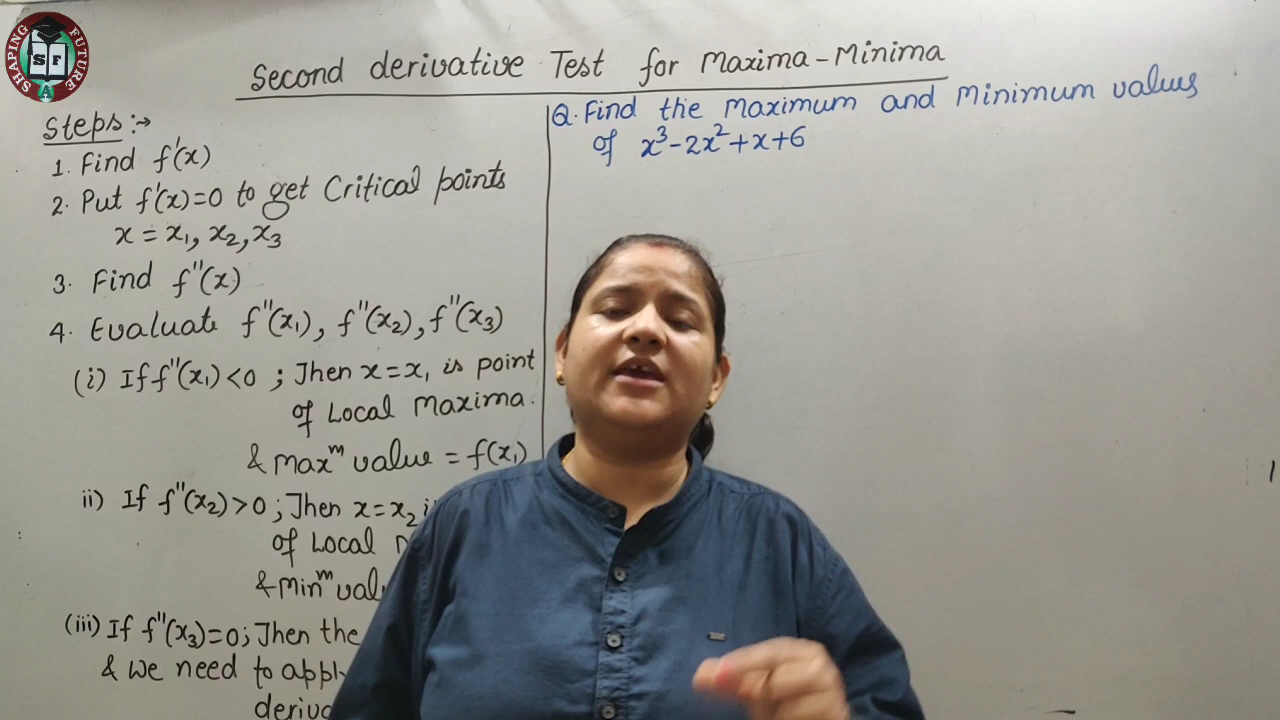 SHAPING FUTURE
S F
A
Second derivative Test for Maxima-Minima
Steps:→
1. Find f'(x)
2. Put f'(x)=0 to get Critical points
x = x₁, x₂, x₃
3. Find f''(x)
4. Evaluate f''(x₁), f''(x₂), f''(x₃)
(i) If f''(x₁)<0 ; Then x=x₁ is point
of Local Maxima.
& Maxᵐ value = f(x₁)
ii) If f''(x₂)>0 ; Then x=x₂
of Local
& Minᵐ
(iii) If f''(x₃)=0; Then the
& We need to apply
Q. Find the Maximum and Minimum values
of x³-2x²+x+6